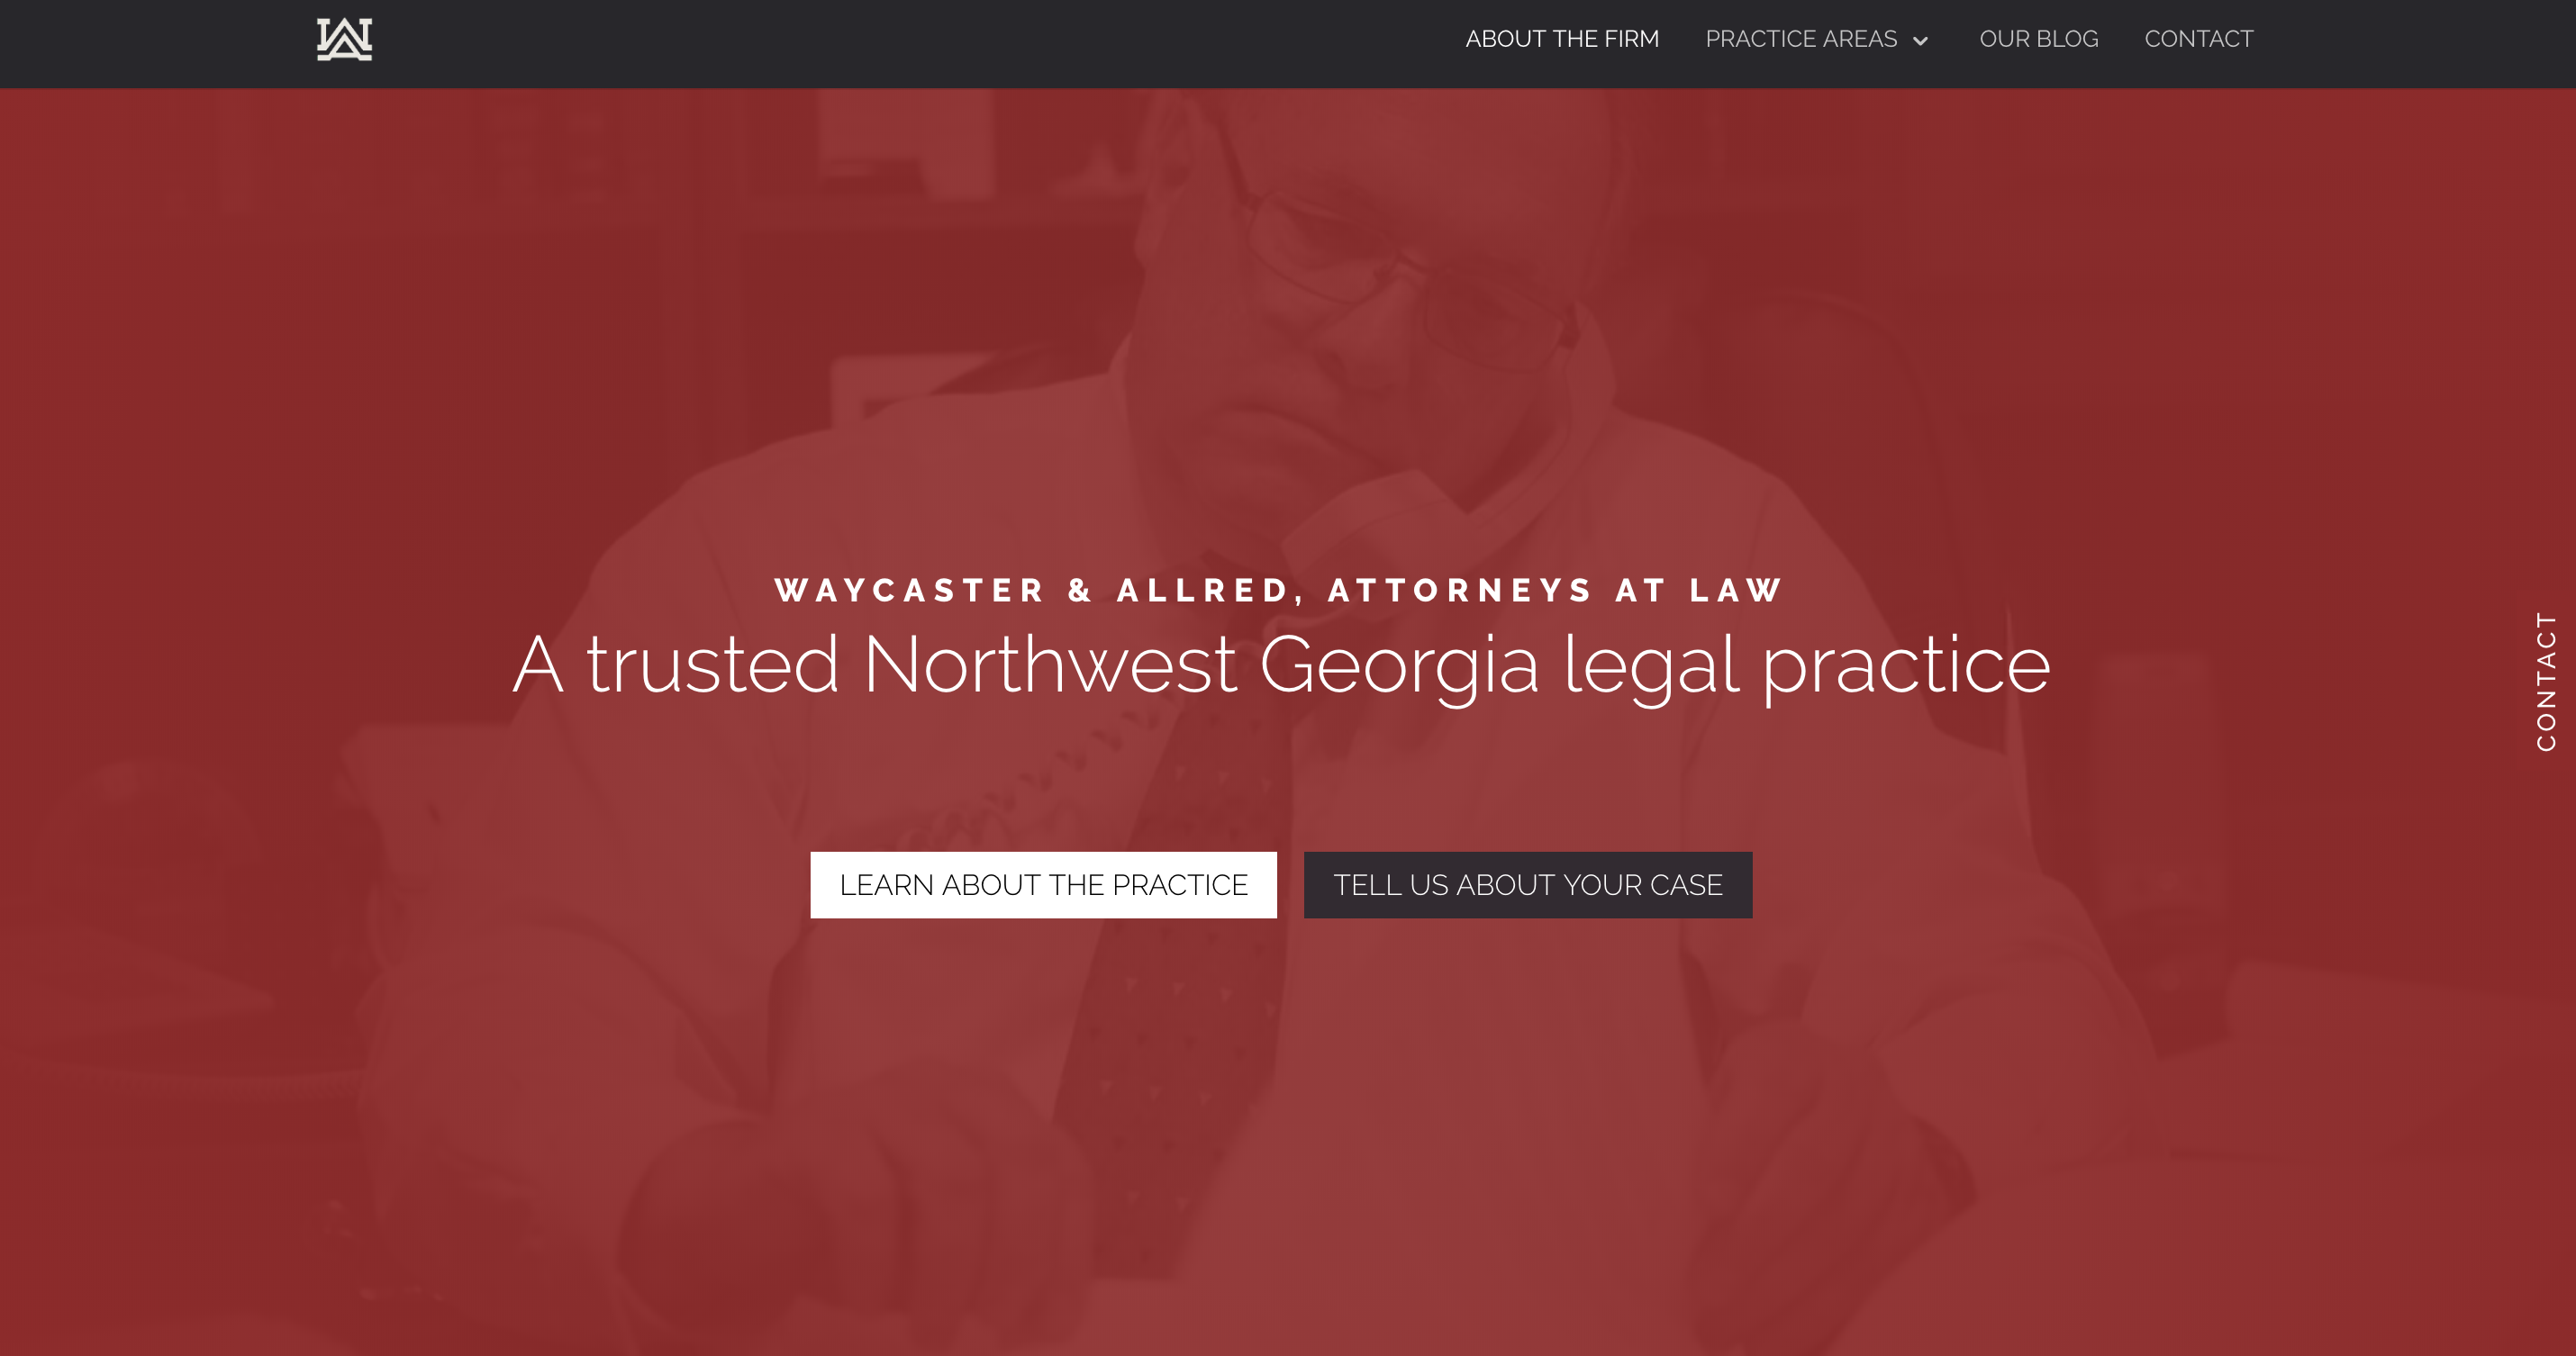 ABOUT THE FIRM
PRACTICE AREAS
OUR BLOG
CONTACT
WAYCASTER & ALLRED, ATTORNEYS AT LAW
A trusted Northwest Georgia legal practice
CONTACT
LEARN ABOUT THE PRACTICE
TELL US ABOUT YOUR CASE